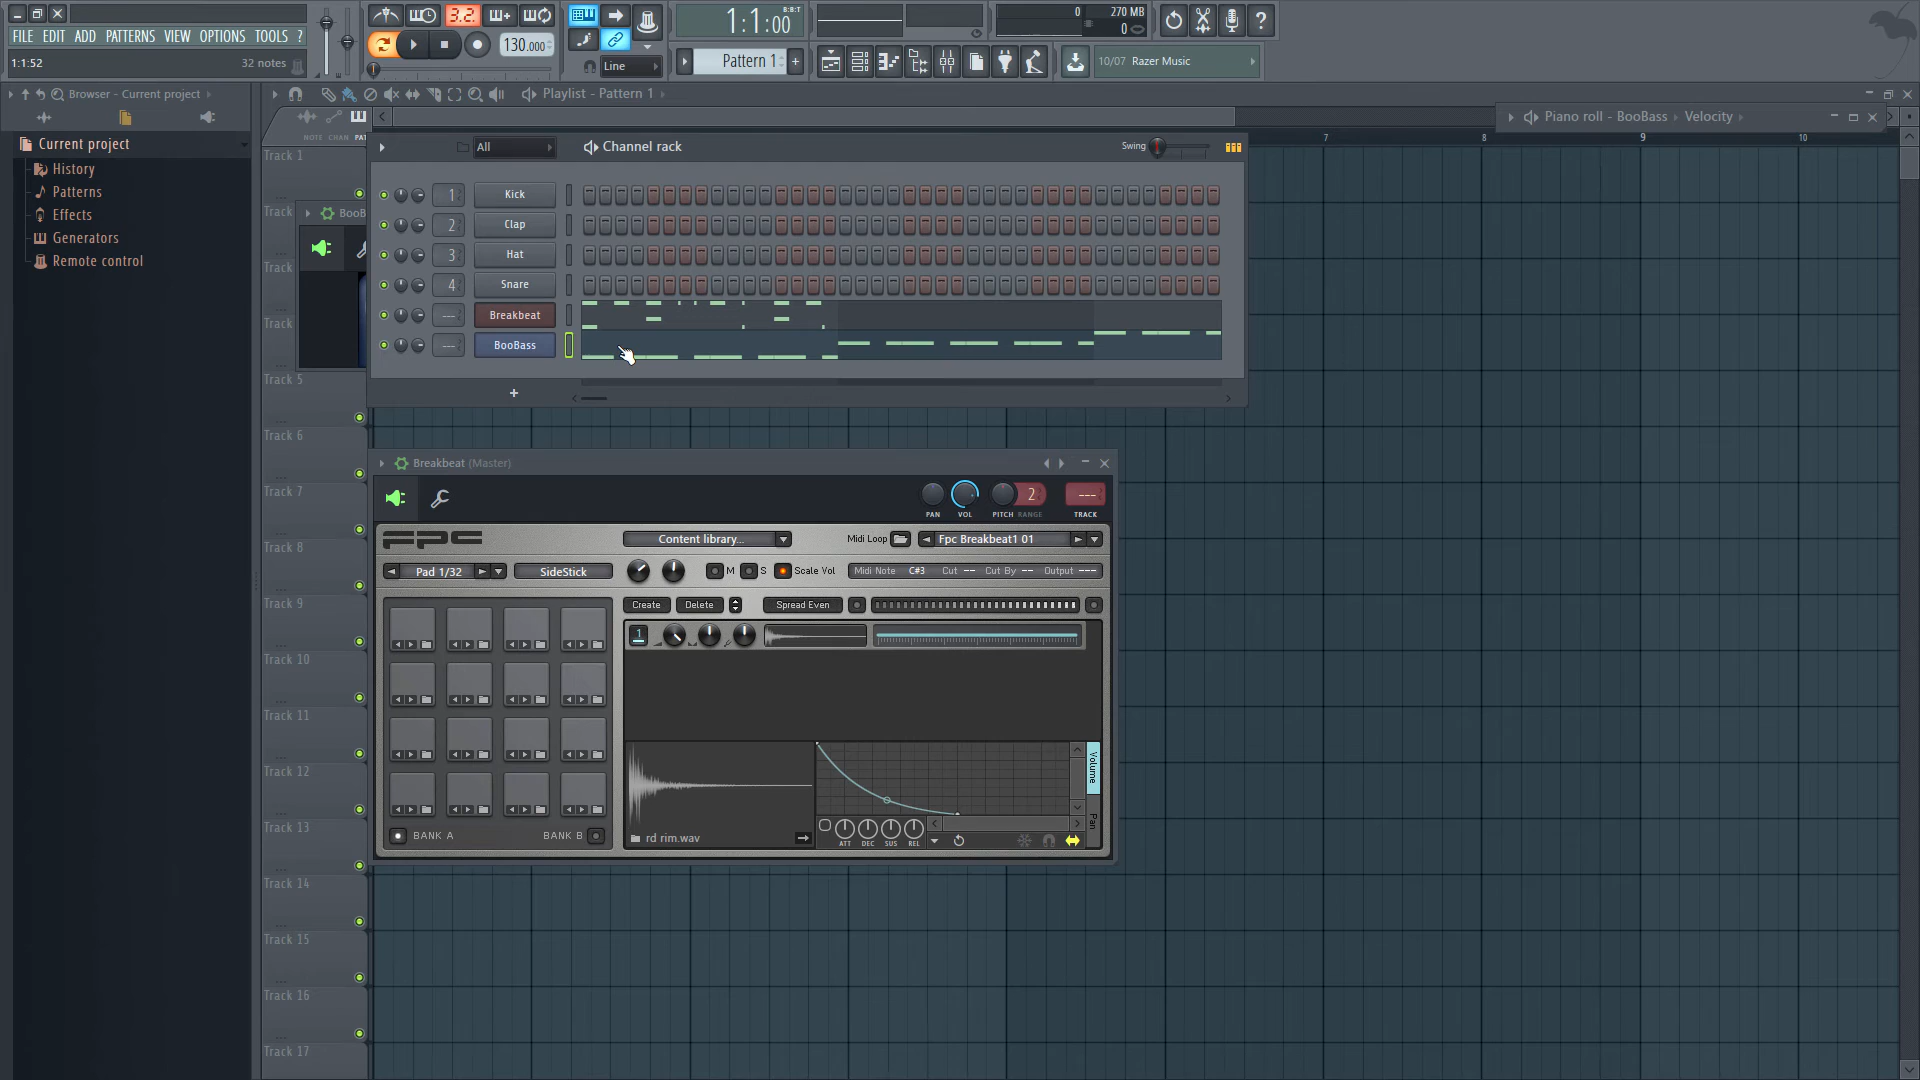 3.2
1:1:00
B:B:T
0
270 MB
0
FILE EDIT ADD PATTERNS VIEW OPTIONS TOOLS ?
130.000
1:1:52
32 notes
Line
Pattern 1
+
10/07 Razer Music
Browser - Current project
Playlist - Pattern 1
NOTE CHAN PAT
Piano roll - BooBass
Velocity
7
8
9
10
Current project
History
Patterns
Effects
Generators
Remote control
Track 1
Track
Track
Track
Track 5
Track 6
Track 7
Track 8
Track 9
Track 10
Track 11
Track 12
Track 13
Track 14
Track 15
Track 16
Track 17
BooB
All
Channel rack
Swing
1 Kick
2 Clap
3 Hat
4 Snare
--- Breakbeat
--- BooBass
+
Breakbeat (Master)
2
---
PAN VOL PITCH RANGE TRACK
FPC
Content library...
Midi Loop
Fpc Breakbeat1 01
Pad 1/32
SideStick
M
S
Scale Vol
Midi Note C#3 Cut -- Cut By -- Output ---
Create
Delete
Spread Even
1
Volume
Pan
rd rim.wav
ATT DEC SUS REL
BANK A
BANK B